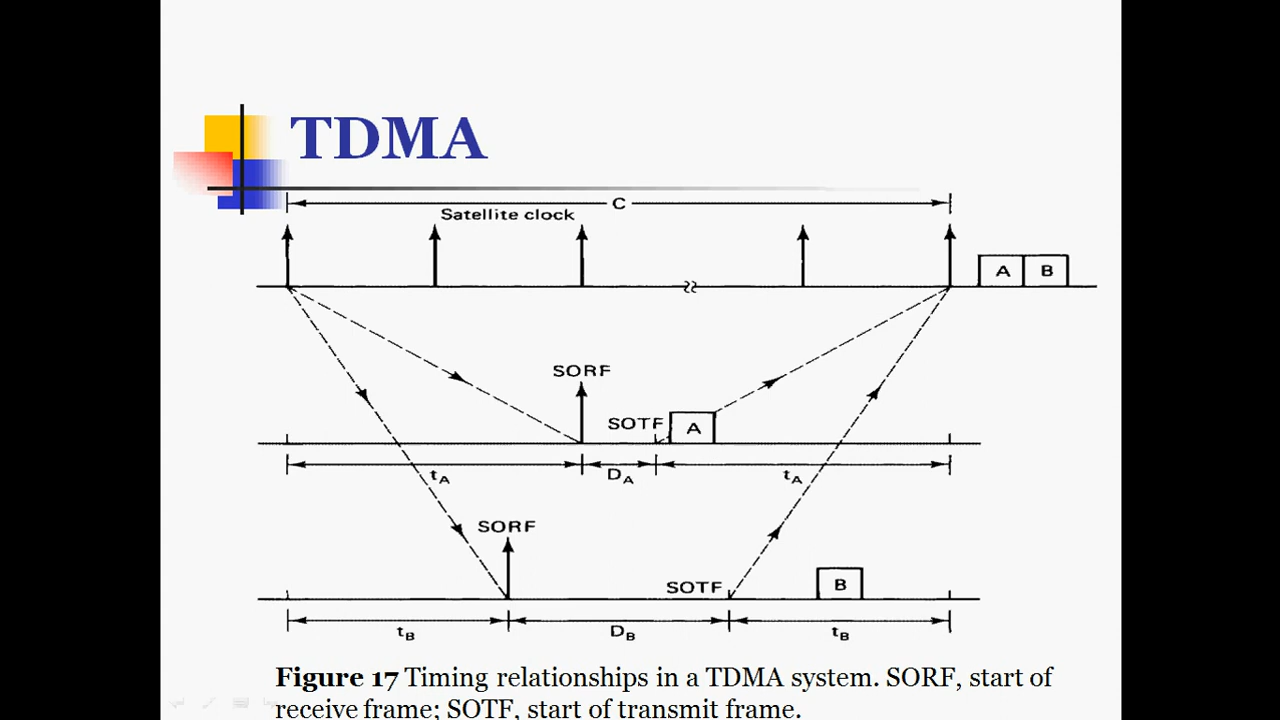 TDMA
C
Satellite clock
A B
SORF
SOTF A
tA DA tA
SORF
SOTF B
tB DB tB
Figure 17 Timing relationships in a TDMA system. SORF, start of
receive frame; SOTF, start of transmit frame.